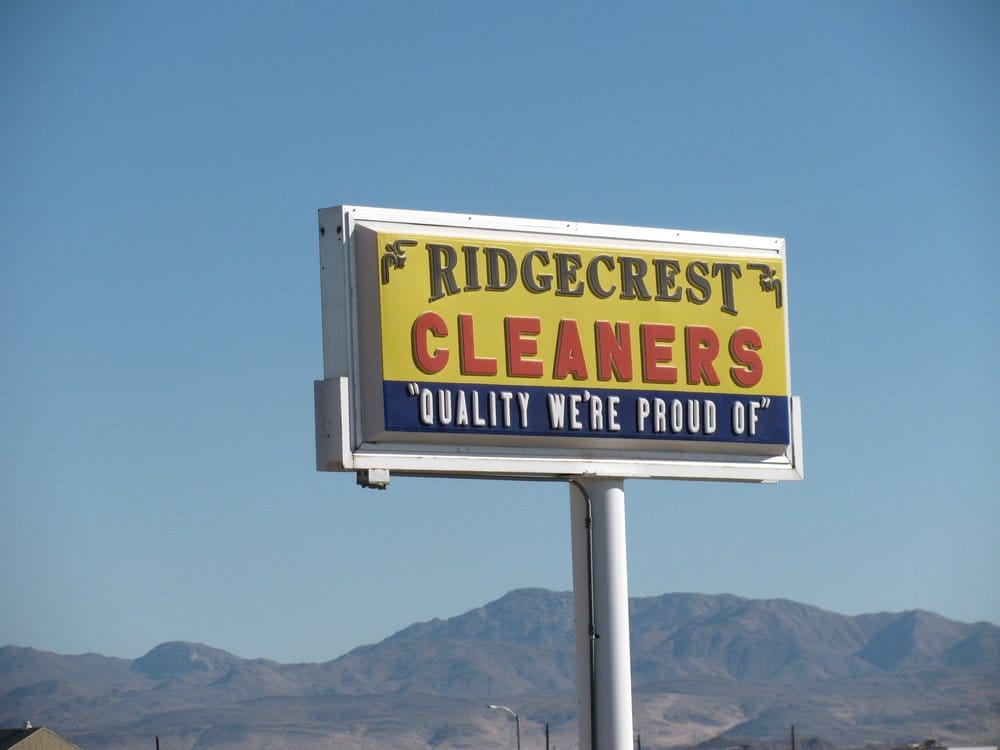 RIDGECREST
CLEANERS
"QUALITY WE'RE PROUD OF"